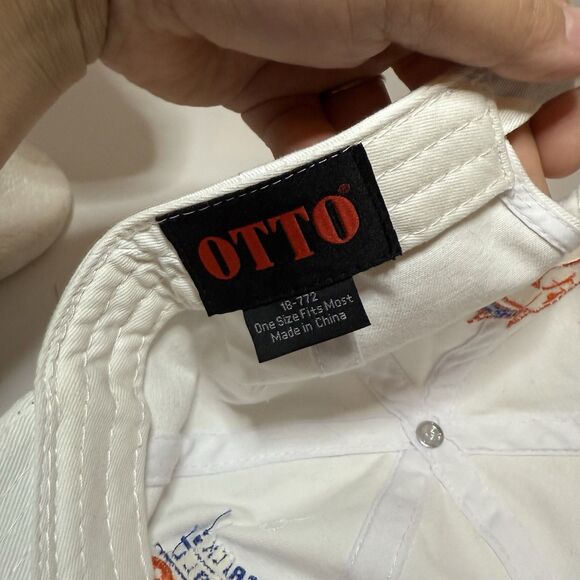 OTTO®
18-772
One Size Fits Most
Made in China